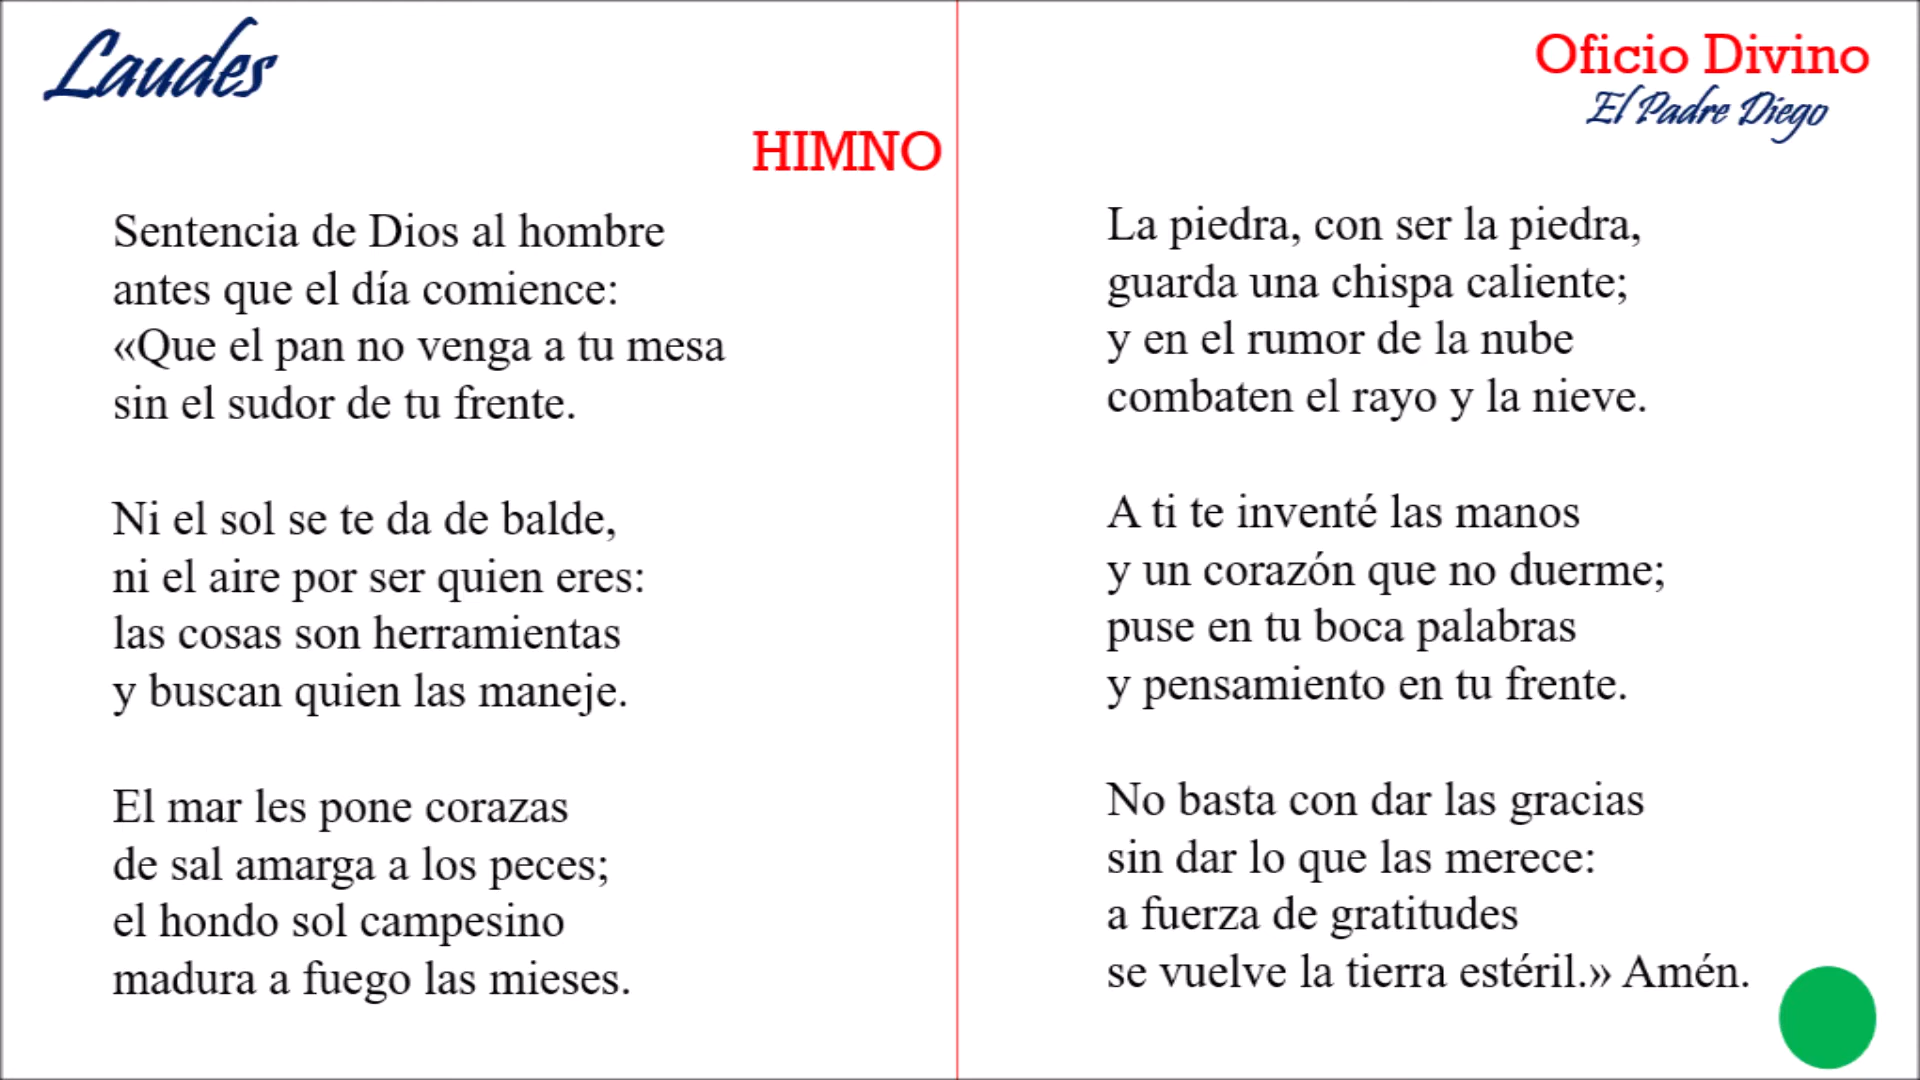 Laudes
Oficio Divino
El Padre Diego
HIMNO
Sentencia de Dios al hombre
antes que el día comience:
«Que el pan no venga a tu mesa
sin el sudor de tu frente.
Ni el sol se te da de balde,
ni el aire por ser quien eres:
las cosas son herramientas
y buscan quien las maneje.
El mar les pone corazas
de sal amarga a los peces;
el hondo sol campesino
madura a fuego las mieses.
La piedra, con ser la piedra,
guarda una chispa caliente;
y en el rumor de la nube
combaten el rayo y la nieve.
A ti te inventé las manos
y un corazón que no duerme;
puse en tu boca palabras
y pensamiento en tu frente.
No basta con dar las gracias
sin dar lo que las merece:
a fuerza de gratitudes
se vuelve la tierra estéril.» Amén.